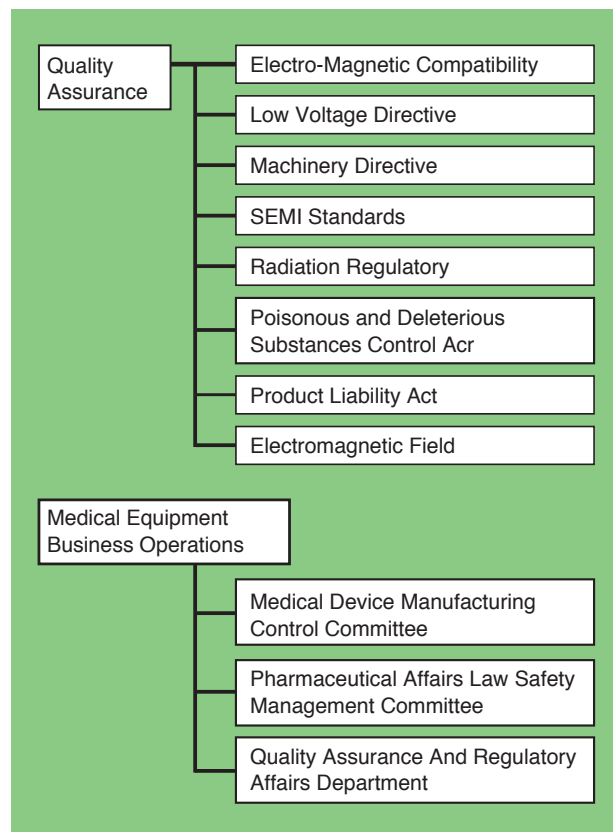 Quality
Assurance
Electro-Magnetic Compatibility
Low Voltage Directive
Machinery Directive
SEMI Standards
Radiation Regulatory
Poisonous and Deleterious
Substances Control Acr
Product Liability Act
Electromagnetic Field
Medical Equipment
Business Operations
Medical Device Manufacturing
Control Committee
Pharmaceutical Affairs Law Safety
Management Committee
Quality Assurance And Regulatory
Affairs Department